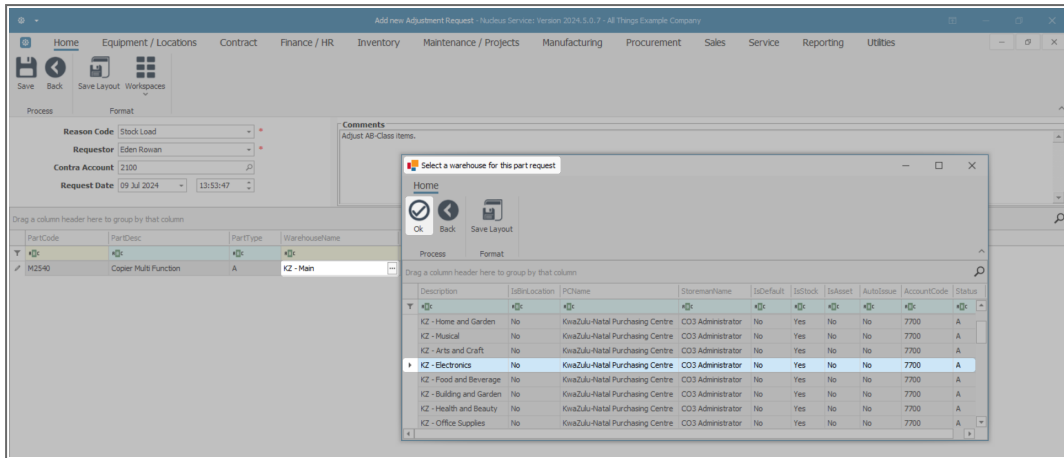 Add new Adjustment Request - Nucleus Service: Version 2024.5.0.7 - All Things Example Company
Home Equipment / Locations Contract Finance / HR Inventory Maintenance / Projects Manufacturing Procurement Sales Service Reporting Utilities
Save Back Save Layout Workspaces
Process Format
Reason Code Stock Load *
Requestor Eden Rowan *
Contra Account 2100
Request Date 09 Jul 2024 13:53:47
Comments
Adjust AB-Class items.
Drag a column header here to group by that column
PartCode PartDesc PartType WarehouseName
M2540 Copier Multi Function A KZ - Main ...
Select a warehouse for this part request
Home
Ok Back Save Layout
Process Format
Drag a column header here to group by that column
Description IsBinLocation PCName StoremanName IsDefault IsStock IsAsset AutoIssue AccountCode Status
KZ - Home and Garden No KwaZulu-Natal Purchasing Centre CO3 Administrator No Yes No No 7700 A
KZ - Musical No KwaZulu-Natal Purchasing Centre CO3 Administrator No Yes No No 7700 A
KZ - Arts and Craft No KwaZulu-Natal Purchasing Centre CO3 Administrator No Yes No No 7700 A
KZ - Electronics No KwaZulu-Natal Purchasing Centre CO3 Administrator No Yes No No 7700 A
KZ - Food and Beverage No KwaZulu-Natal Purchasing Centre CO3 Administrator No Yes No No 7700 A
KZ - Building and Garden No KwaZulu-Natal Purchasing Centre CO3 Administrator No Yes No No 7700 A
KZ - Health and Beauty No KwaZulu-Natal Purchasing Centre CO3 Administrator No Yes No No 7700 A
KZ - Office Supplies No KwaZulu-Natal Purchasing Centre CO3 Administrator No Yes No No 7700 A